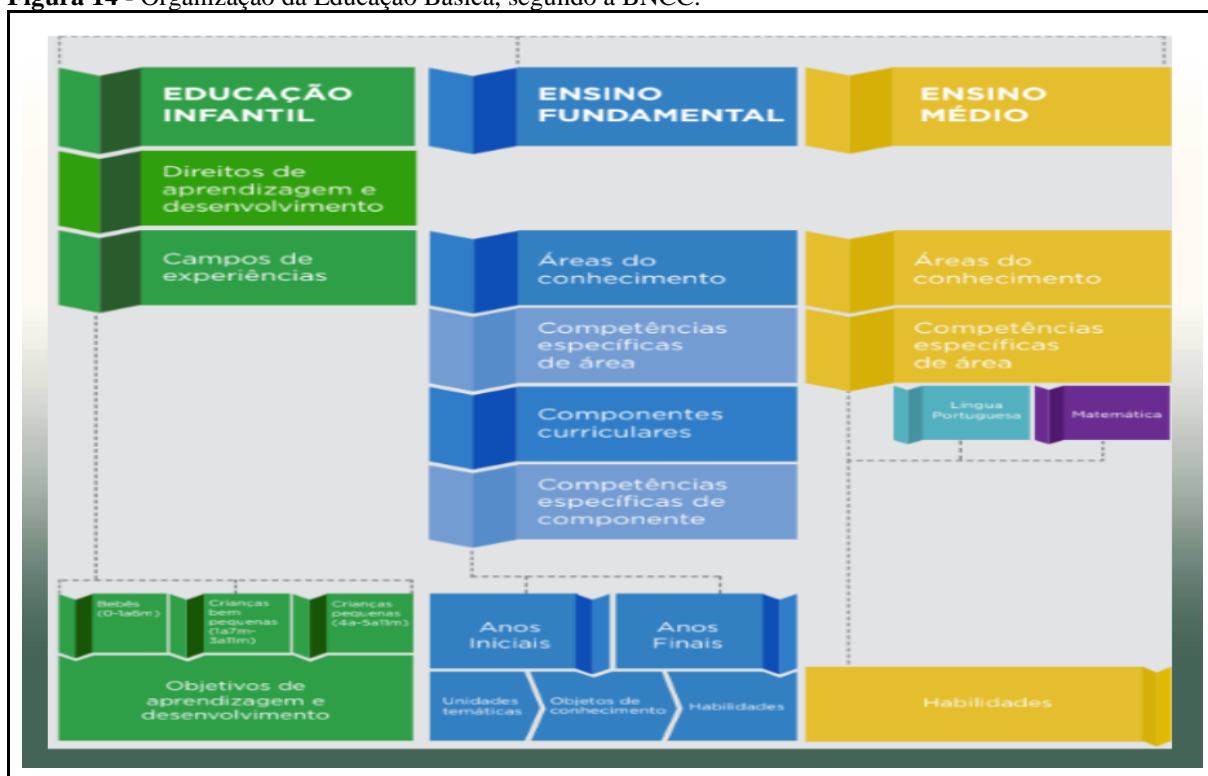 Figura 14 - Organização da Educação Básica, segundo a BNCC.
EDUCAÇÃO
INFANTIL
Direitos de
aprendizagem e
desenvolvimento
Campos de
experiências
Bebês
(0-1a6m)
Crianças
bem
pequenas
(1a7m-
3a11m)
Crianças
pequenas
(4a-5a11m)
Objetivos de
aprendizagem e
desenvolvimento
ENSINO
FUNDAMENTAL
Áreas do
conhecimento
Competências
específicas
de área
Componentes
curriculares
Competências
específicas de
componente
Anos
Iniciais
Anos
Finais
Unidades
temáticas
Objetos de
conhecimento
Habilidades
ENSINO
MÉDIO
Áreas do
conhecimento
Competências
específicas
de área
Língua
Portuguesa
Matemática
Habilidades